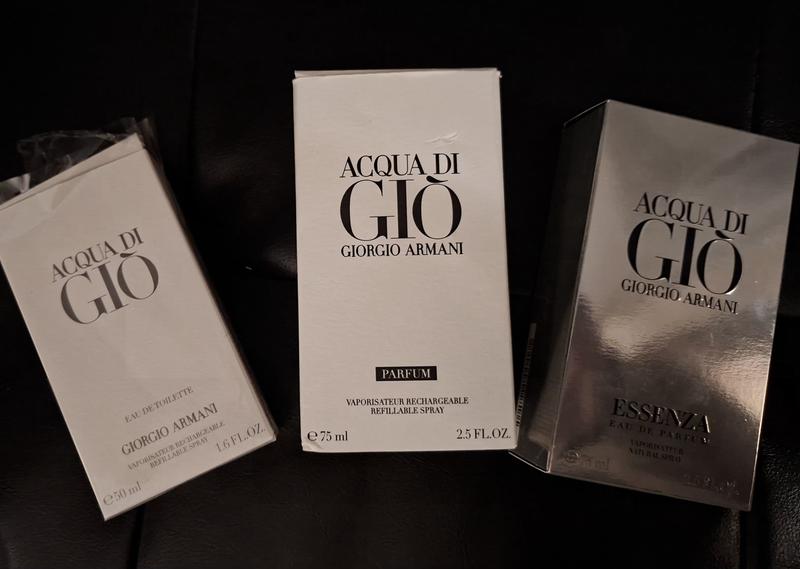 ACQUA DI
GIÒ
EAU DE TOILETTE
GIORGIO ARMANI
VAPORISATEUR RECHARGEABLE
REFILLABLE SPRAY
℮50 ml
1.6 FL.OZ.
ACQUA DI
GIÒ
GIORGIO ARMANI
PARFUM
VAPORISATEUR RECHARGEABLE
REFILLABLE SPRAY
℮75 ml 2.5 FL.OZ.
ACQUA DI
GIÒ
GIORGIO ARMANI
ESSENZA
EAU DE PARFUM
VAPORISATEUR
NATURAL SPRAY
ml